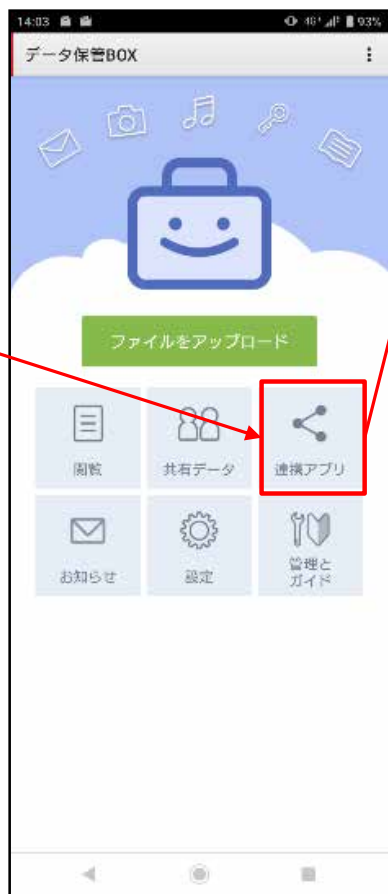 14:03
4G+
93%
データ保管BOX
ファイルをアップロード
閲覧
共有データ
連携アプリ
お知らせ
設定
管理と
ガイド